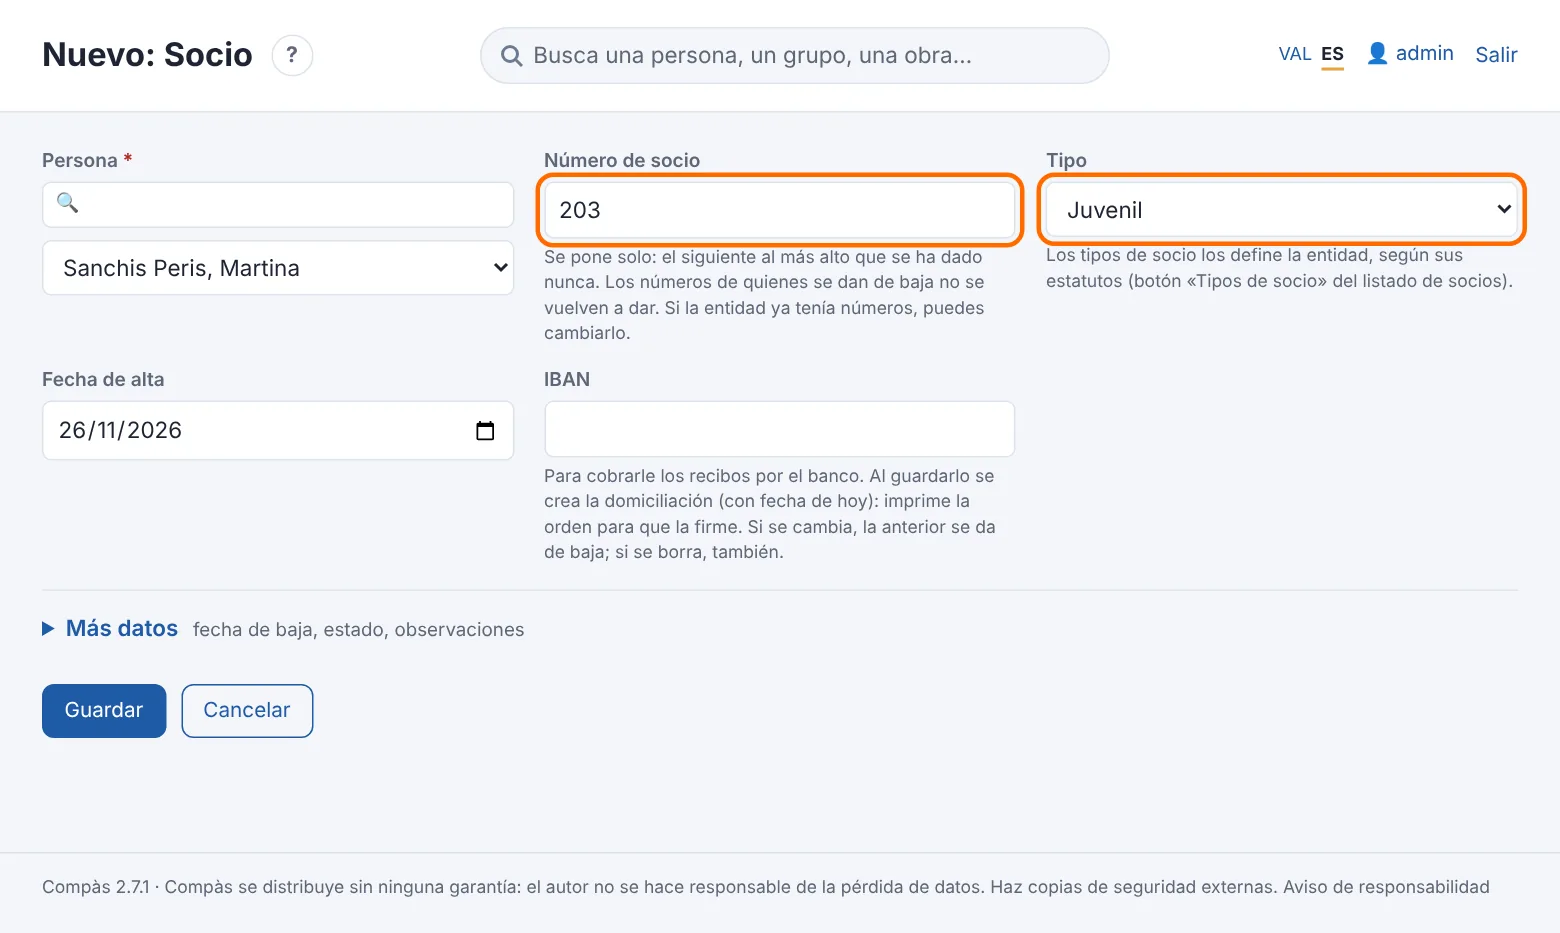 Nuevo: Socio ?
Busca una persona, un grupo, una obra...
VAL ES admin Salir
Persona *
Sanchis Peris, Martina
Número de socio
203
Se pone solo: el siguiente al más alto que se ha dado
nunca. Los números de quienes se dan de baja no se
vuelven a dar. Si la entidad ya tenía números, puedes
cambiarlo.
Tipo
Juvenil
Los tipos de socio los define la entidad, según sus
estatutos (botón «Tipos de socio» del listado de socios).
Fecha de alta
26/11/2026
IBAN
Para cobrarle los recibos por el banco. Al guardarlo se
crea la domiciliación (con fecha de hoy): imprime la
orden para que la firme. Si se cambia, la anterior se da
de baja; si se borra, también.
Más datos fecha de baja, estado, observaciones
Guardar Cancelar
Compàs 2.7.1 · Compàs se distribuye sin ninguna garantía: el autor no se hace responsable de la pérdida de datos. Haz copias de seguridad externas. Aviso de responsabilidad